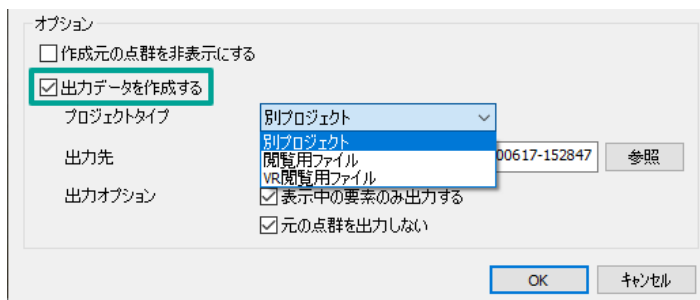 オプション
作成元の点群を非表示にする
出力データを作成する
プロジェクトタイプ
別プロジェクト
別プロジェクト
閲覧用ファイル
VR閲覧用ファイル
出力先
00617-152847
参照
出力オプション
表示中の要素のみ出力する
元の点群を出力しない
OK
キャンセル